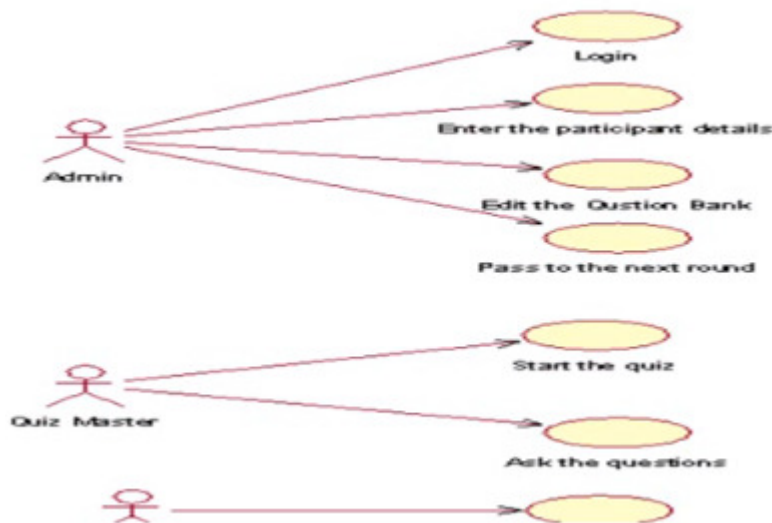 Login
Enter the participant details
Admin
Edit the Qustion Bank
Pass to the next round
Start the quiz
Quiz Master
Ask the questions